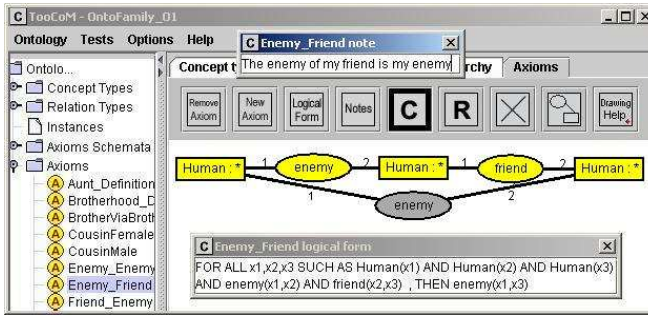 C TooCoM - OntoFamily_01
Ontology Tests Options Help
C Enemy_Friend note
The enemy of my friend is my enemy
Ontolo...
Concept Types
Relation Types
Instances
Axioms Schemata
Axioms
A Aunt_Definition
A Brotherhood_D
A BrotherViaBrot
A CousinFemale
A CousinMale
A Enemy_Enemy
A Enemy_Friend
A Friend_Enemy
Concept ty
rchy
Axioms
Remove Axiom
New Axiom
Logical Form
Notes
C
R
Drawing Help
Human : * 1 enemy 2 Human : * 1 friend 2 Human : *
1 enemy 2
C Enemy_Friend logical form
FOR ALL x1,x2,x3 SUCH AS Human(x1) AND Human(x2) AND Human(x3)
AND enemy(x1,x2) AND friend(x2,x3) , THEN enemy(x1,x3)